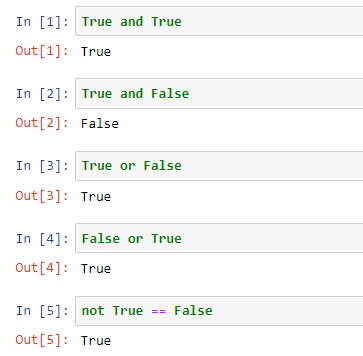 In [1]: True and True
Out[1]: True
In [2]: True and False
Out[2]: False
In [3]: True or False
Out[3]: True
In [4]: False or True
Out[4]: True
In [5]: not True == False
Out[5]: True